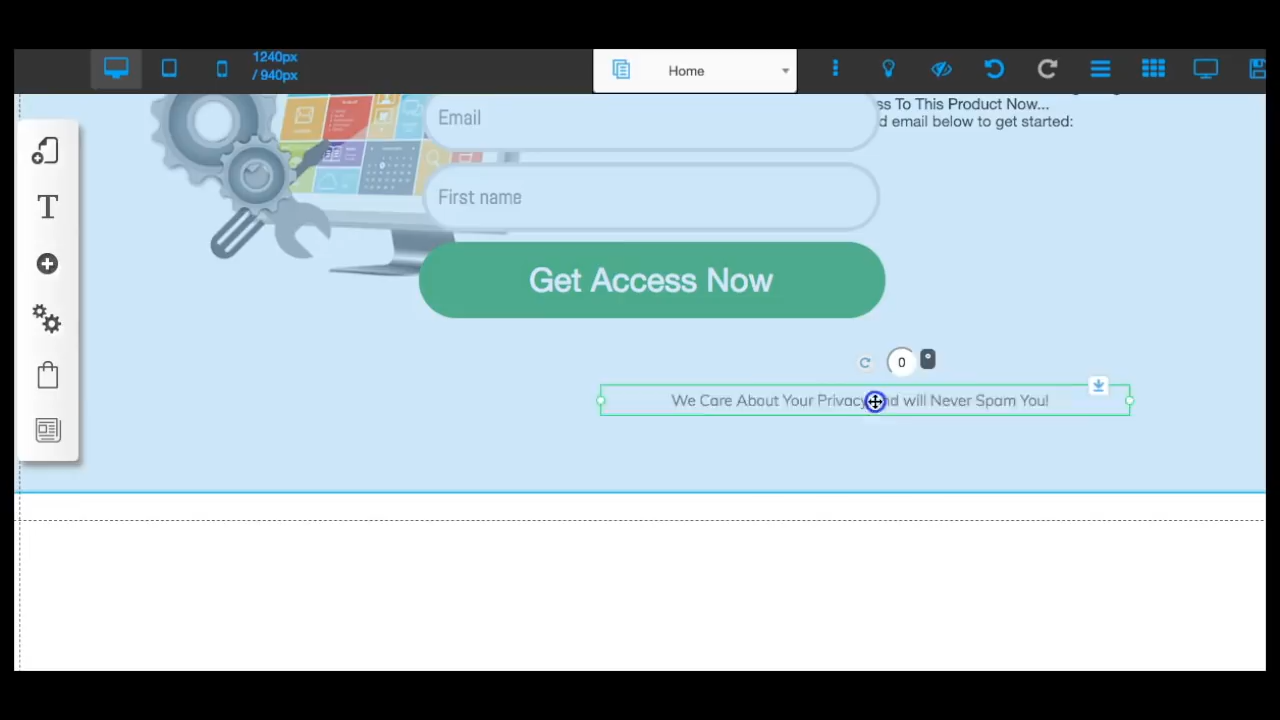 1240px
/ 940px
Home
ss To This Product Now...
d email below to get started:
Email
First name
Get Access Now
0
We Care About Your Privacy nd will Never Spam You!
T